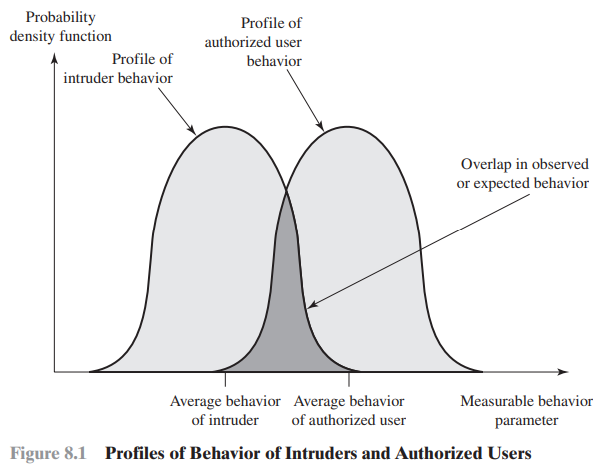 Probability
density function
Profile of
intruder behavior
Profile of
authorized user
behavior
Overlap in observed
or expected behavior
Average behavior
of intruder
Average behavior
of authorized user
Measurable behavior
parameter
Figure 8.1 Profiles of Behavior of Intruders and Authorized Users